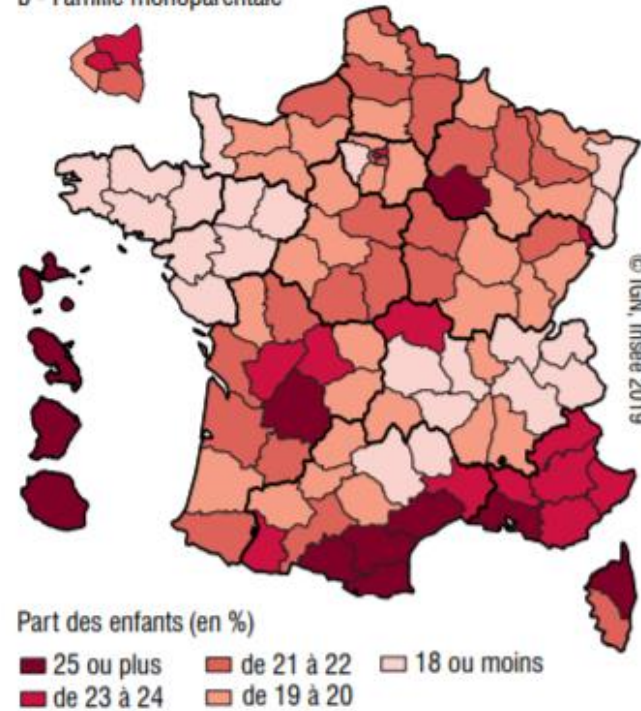 b - Famille monoparentale
© IGN, Insee 2019
Part des enfants (en %)
25 ou plus
de 21 à 22
18 ou moins
de 23 à 24
de 19 à 20